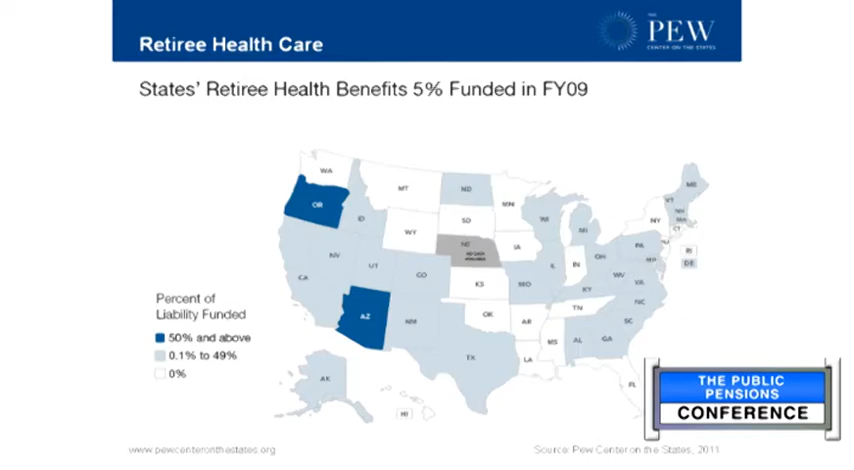 Retiree Health Care
THE
PEW
CENTER ON THE STATES
States' Retiree Health Benefits 5% Funded in FY09
WA
MT
ND
MN
ME
OR
ID
SD
WI
VT
NH
WY
MI
NY
CT
NE
NO DATA
AVAILABLE
IA
PA
RI
NV
UT
CO
IL
IN
OH
DE
CA
KS
MO
WV
VA
KY
NC
AZ
NM
OK
AR
TN
SC
MS
AL
GA
TX
LA
FL
AK
HI
Percent of
Liability Funded
50% and above
0.1% to 49%
0%
THE PUBLIC
PENSIONS
CONFERENCE
www.pewcenteronthestates.org
Source: Pew Center on the States, 2011